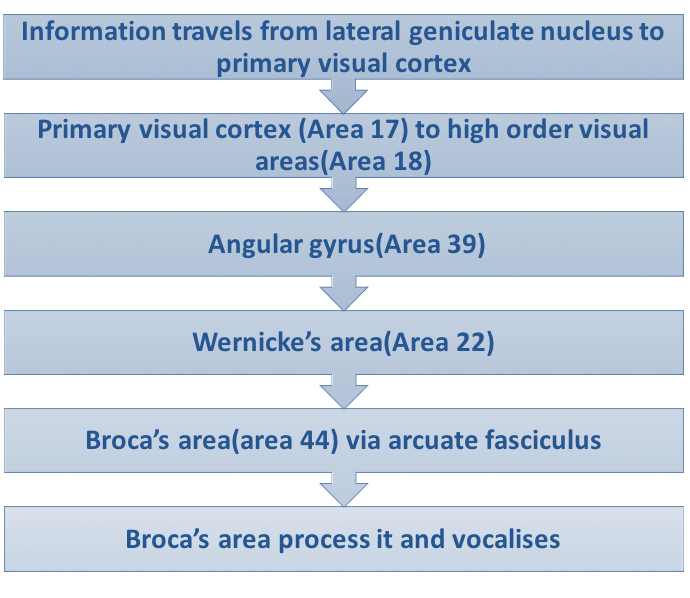 Information travels from lateral geniculate nucleus to
primary visual cortex
Primary visual cortex (Area 17) to high order visual
areas(Area 18)
Angular gyrus(Area 39)
Wernicke’s area(Area 22)
Broca’s area(area 44) via arcuate fasciculus
Broca’s area process it and vocalises